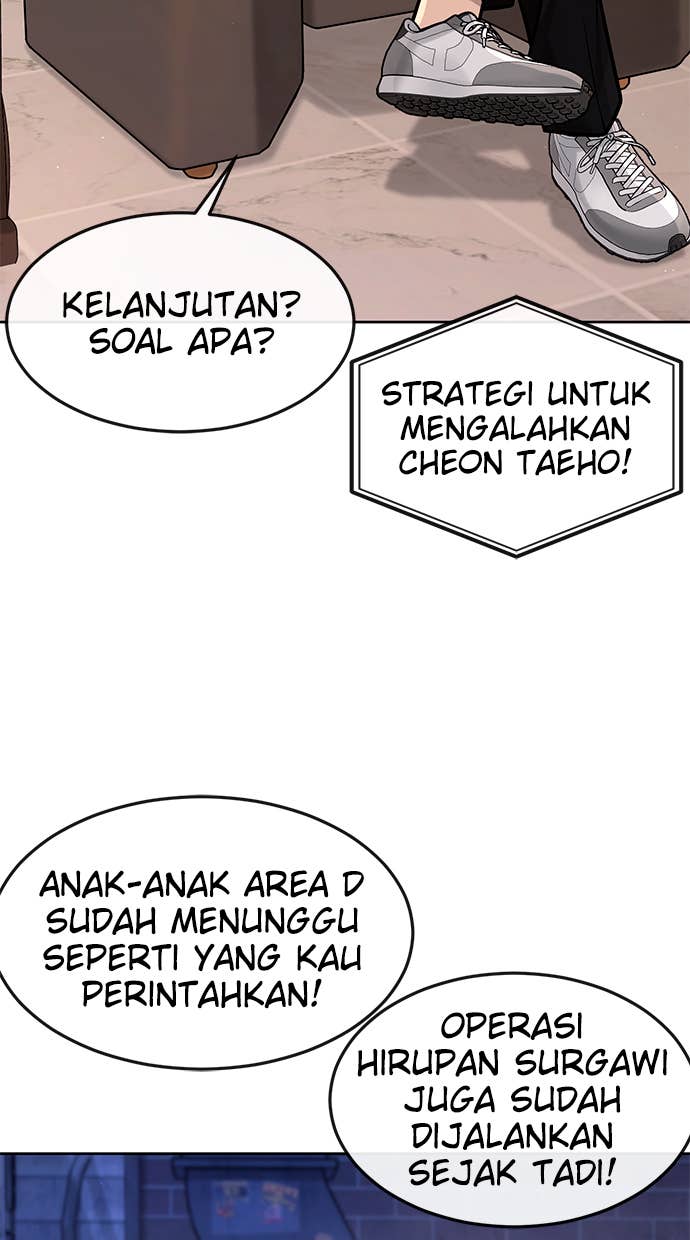 KELANJUTAN?
SOAL APA?
STRATEGI UNTUK
MENGALAHKAN
CHEON TAEHO!
ANAK-ANAK AREA D
SUDAH MENUNGGU
SEPERTI YANG KAU
PERINTAHKAN!
OPERASI
HIRUPAN SURGAWI
JUGA SUDAH
DIJALANKAN
SEJAK TADI!